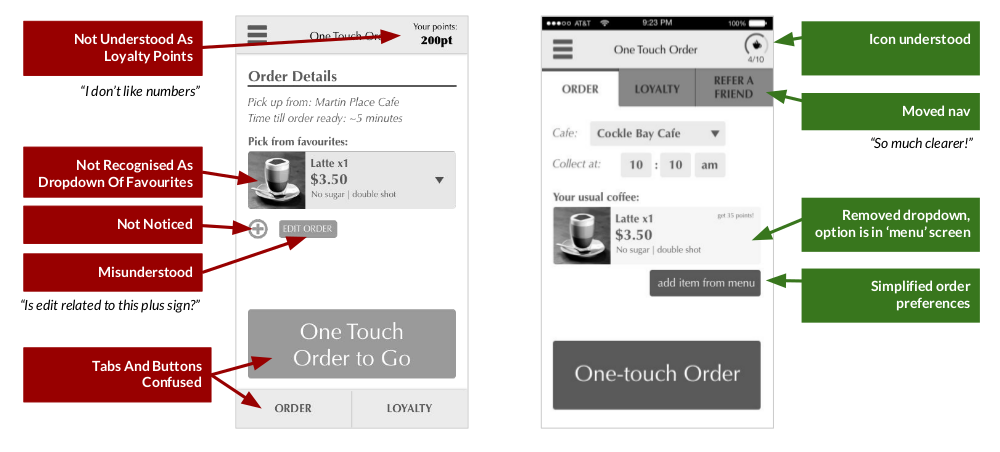 Not Understood As
Loyalty Points
"I don't like numbers"
Not Recognised As
Dropdown Of Favourites
Not Noticed
Misunderstood
"Is edit related to this plus sign?"
Tabs And Buttons
Confused
One Touch Order
Your points:
200pt
Order Details
Pick up from: Martin Place Cafe
Time till order ready: ~5 minutes
Pick from favourites:
Latte x1
$3.50
No sugar | double shot
EDIT ORDER
One Touch
Order to Go
ORDER
LOYALTY
AT&T
9:23 PM
100%
One Touch Order
4/10
ORDER
LOYALTY
REFER A
FRIEND
Cafe:
Cockle Bay Cafe
Collect at:
10 : 10 am
Your usual coffee:
Latte x1
get 15 points!
$3.50
No sugar | double shot
add item from menu
One-touch Order
Icon understood
Moved nav
"So much clearer!"
Removed dropdown,
option is in 'menu' screen
Simplified order
preferences